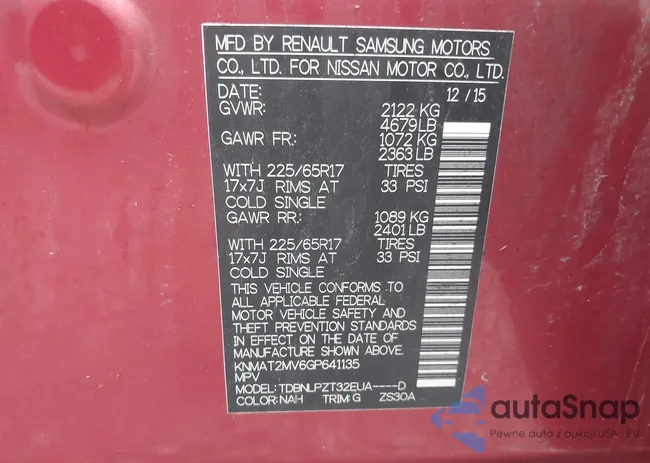 MFD BY RENAULT SAMSUNG MOTORS
CO., LTD. FOR NISSAN MOTOR CO., LTD.
DATE: 12 / 15
GVWR: 2122 KG
4679 LB
GAWR FR: 1072 KG
2363 LB
WITH 225/65R17 TIRES
17x7J RIMS AT 33 PSI
COLD SINGLE
GAWR RR: 1089 KG
2401 LB
WITH 225/65R17 TIRES
17x7J RIMS AT 33 PSI
COLD SINGLE
THIS VEHICLE CONFORMS TO
ALL APPLICABLE FEDERAL
MOTOR VEHICLE SAFETY AND
THEFT PREVENTION STANDARDS
IN EFFECT ON THE DATE OF
MANUFACTURE SHOWN ABOVE.
KNMAT2MV6GP641135
MPV
MODEL: TDBNLPZT32EUA----D
COLOR: NAH TRIM: G ZS30A
autaSnap
Pewne auta z aukcji USA - EU